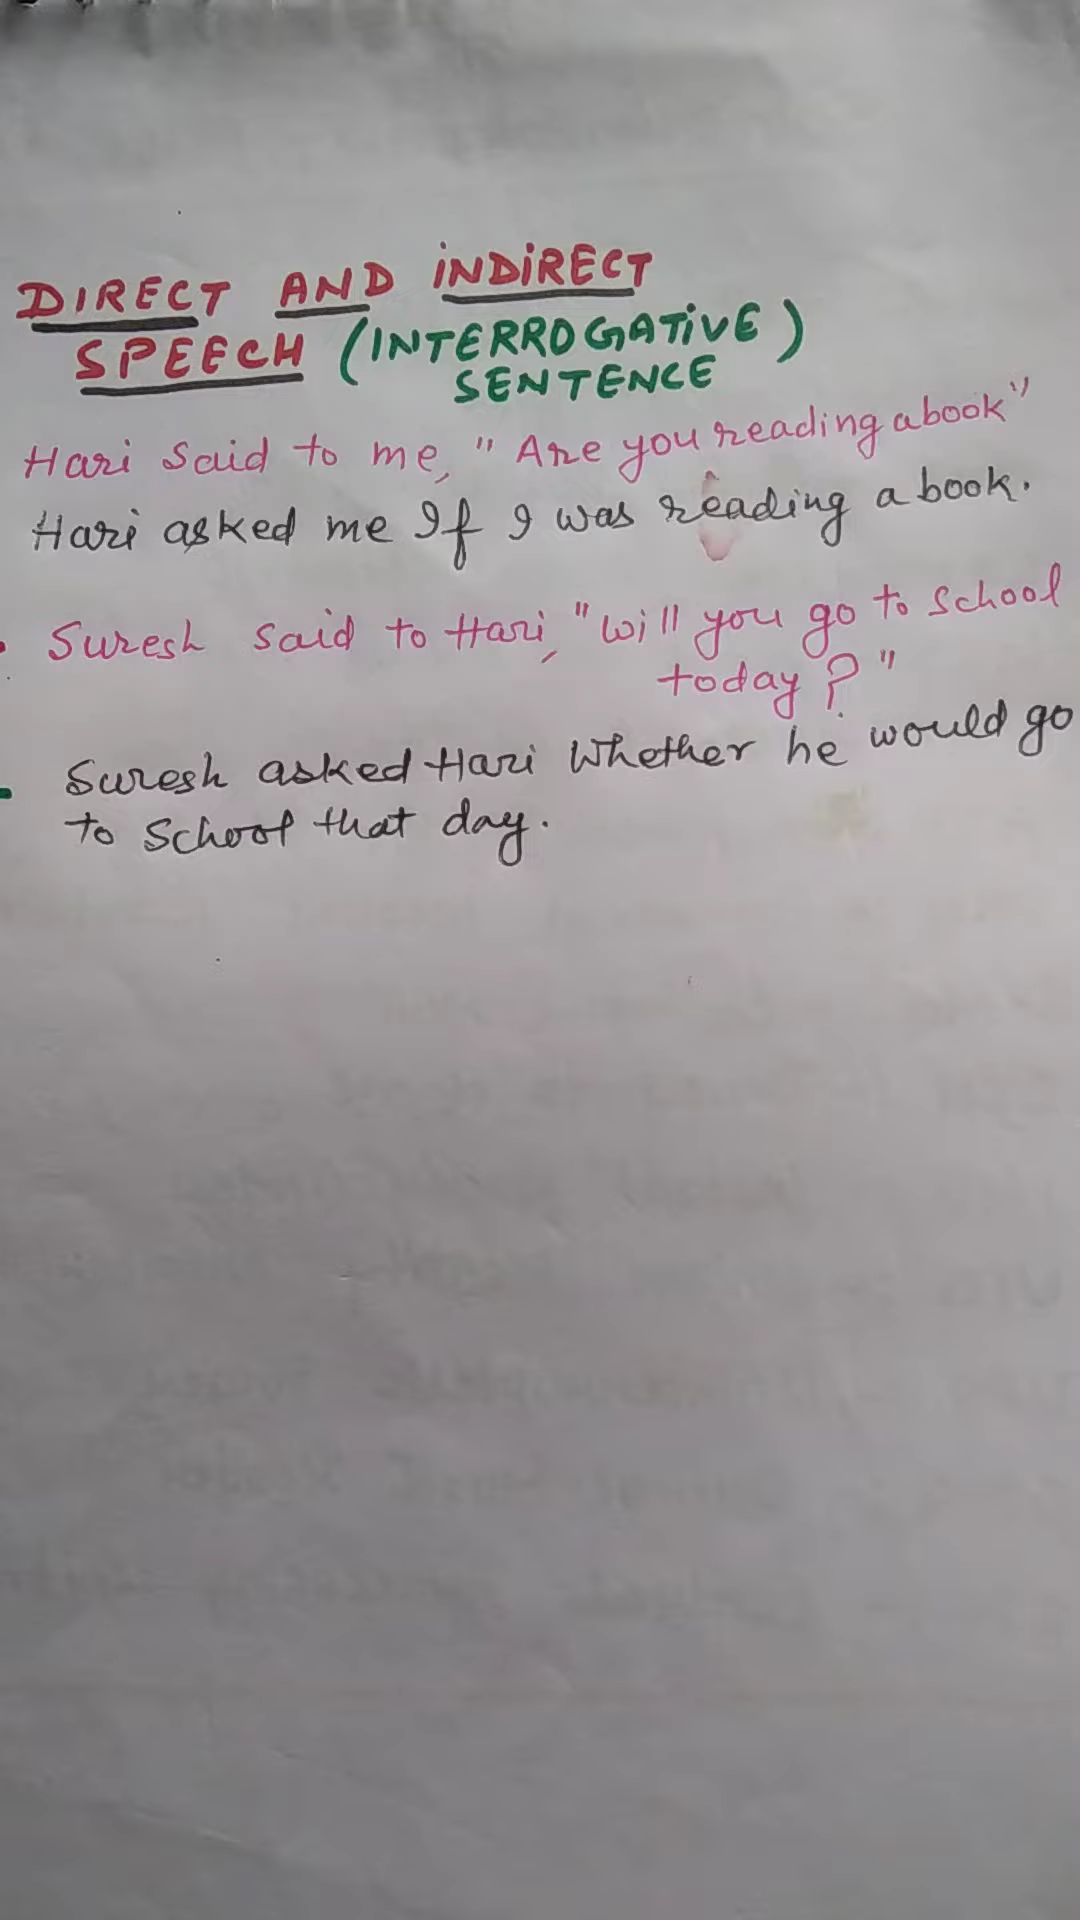 DIRECT AND INDIRECT
SPEECH (INTERROGATIVE)
SENTENCE
Hari Said to me, "Are you reading a book"
Hari asked me If I was reading a book.
Suresh said to Hari, "will you go to School
today?"
Suresh asked Hari Whether he would go
to School that day.